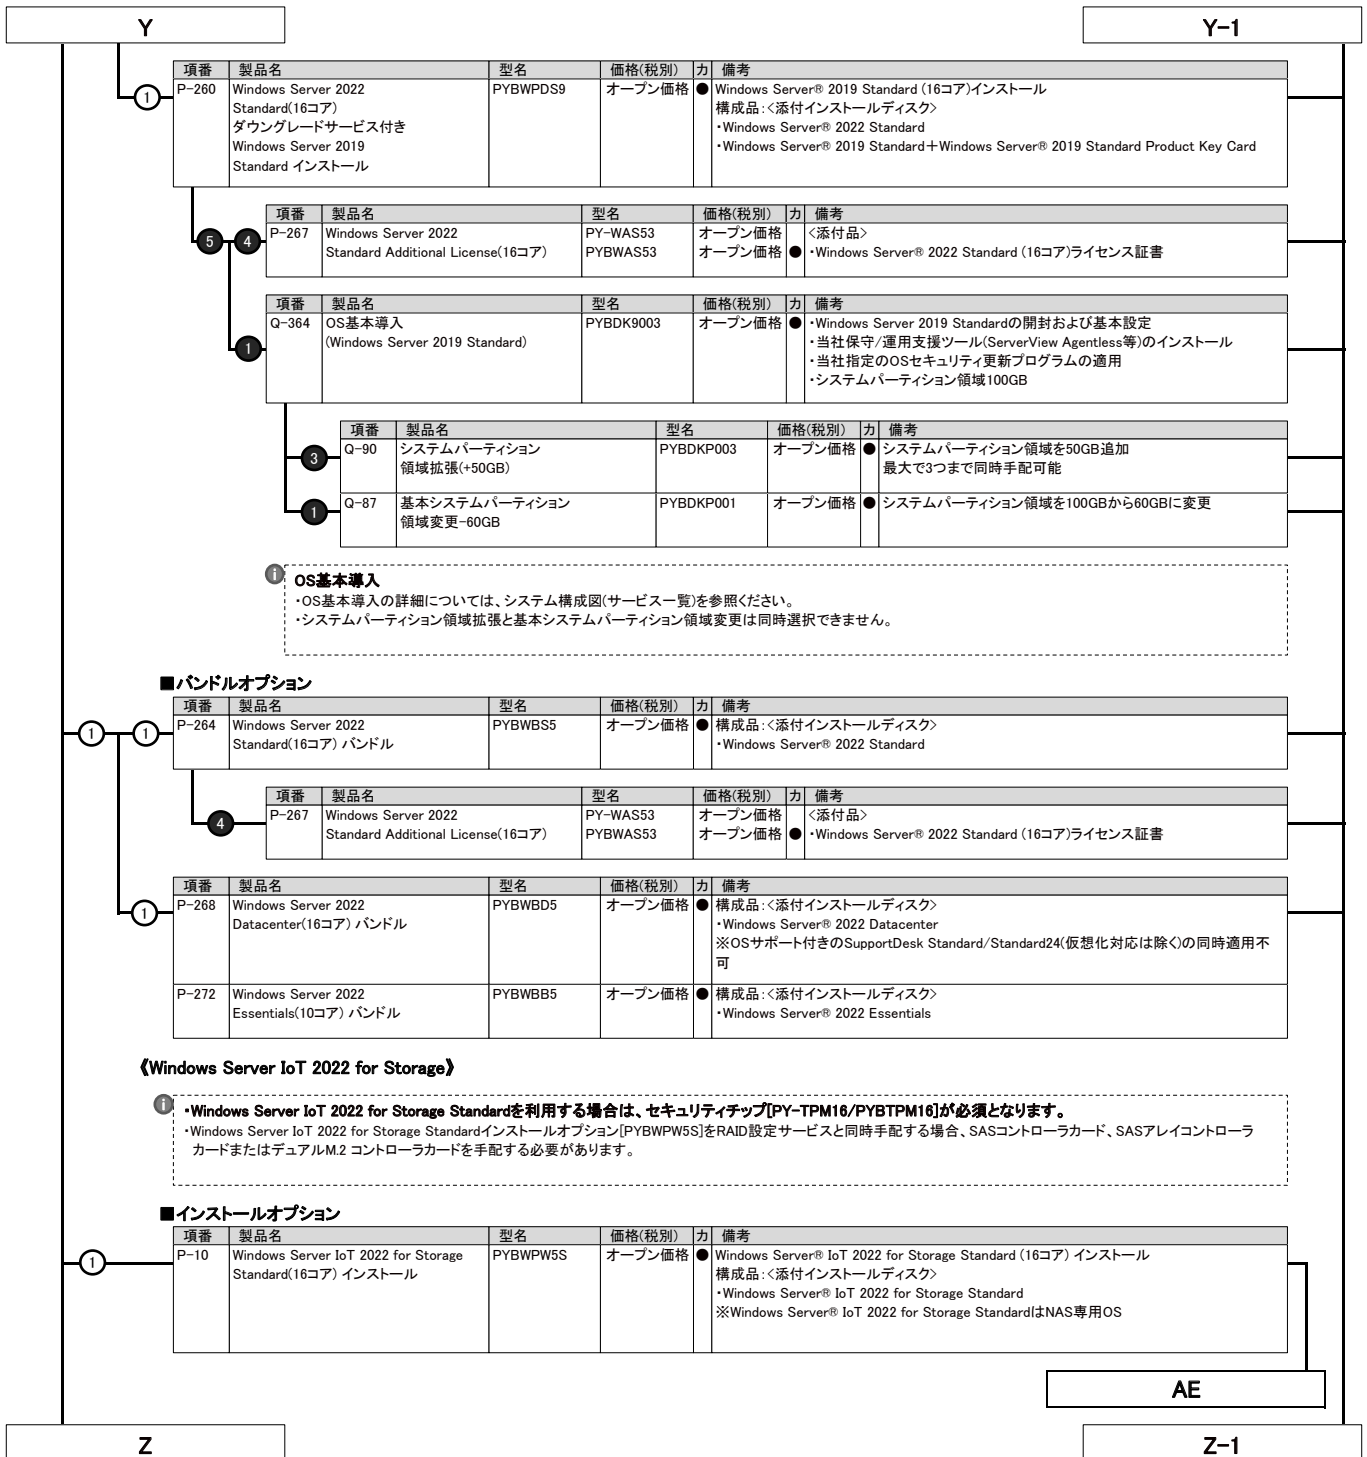 Y
Y-1
項番 製品名 型名 価格(税別) カ 備考
① P-260 Windows Server 2022 PYBWPDS9 オープン価格 ● Windows Server® 2019 Standard (16コア)インストール
Standard(16コア) 構成品:<添付インストールディスク>
ダウングレードサービス付き ・Windows Server® 2022 Standard
Windows Server 2019 ・Windows Server® 2019 Standard+Windows Server® 2019 Standard Product Key Card
Standard インストール
項番 製品名 型名 価格(税別) カ 備考
5 4 P-267 Windows Server 2022 PY-WAS53 オープン価格 <添付品>
Standard Additional License(16コア) PYBWAS53 オープン価格 ● ・Windows Server® 2022 Standard (16コア)ライセンス証書
項番 製品名 型名 価格(税別) カ 備考
1 Q-364 OS基本導入 PYBDK9003 オープン価格 ● ・Windows Server 2019 Standardの開封および基本設定
(Windows Server 2019 Standard) ・当社保守/運用支援ツール(ServerView Agentless等)のインストール
・当社指定のOSセキュリティ更新プログラムの適用
・システムパーティション領域100GB
項番 製品名 型名 価格(税別) カ 備考
3 Q-90 システムパーティション PYBDKP003 オープン価格 ● システムパーティション領域を50GB追加
領域拡張(+50GB) 最大で3つまで同時手配可能
1 Q-87 基本システムパーティション PYBDKP001 オープン価格 ● システムパーティション領域を100GBから60GBに変更
領域変更-60GB
i OS基本導入
・OS基本導入の詳細については、システム構成図(サービス一覧)を参照ください。
・システムパーティション領域拡張と基本システムパーティション領域変更は同時選択できません。
■バンドルオプション
項番 製品名 型名 価格(税別) カ 備考
① ① P-264 Windows Server 2022 PYBWBS5 オープン価格 ● 構成品:<添付インストールディスク>
Standard(16コア) バンドル ・Windows Server® 2022 Standard
項番 製品名 型名 価格(税別) カ 備考
4 P-267 Windows Server 2022 PY-WAS53 オープン価格 <添付品>
Standard Additional License(16コア) PYBWAS53 オープン価格 ● ・Windows Server® 2022 Standard (16コア)ライセンス証書
項番 製品名 型名 価格(税別) カ 備考
① P-268 Windows Server 2022 PYBWBD5 オープン価格 ● 構成品:<添付インストールディスク>
Datacenter(16コア) バンドル ・Windows Server® 2022 Datacenter
※OSサポート付きのSupportDesk Standard/Standard24(仮想化対応は除く)の同時適用不
可
P-272 Windows Server 2022 PYBWBB5 オープン価格 ● 構成品:<添付インストールディスク>
Essentials(10コア) バンドル ・Windows Server® 2022 Essentials
《Windows Server IoT 2022 for Storage》
i ・Windows Server IoT 2022 for Storage Standardを利用する場合は、セキュリティチップ[PY-TPM16/PYBTPM16]が必須となります。
・Windows Server IoT 2022 for Storage Standardインストールオプション[PYBWPW5S]をRAID設定サービスと同時手配する場合、SASコントローラカード、SASアレイコントローラ
カードまたはデュアルM.2 コントローラカードを手配する必要があります。
■インストールオプション
項番 製品名 型名 価格(税別) カ 備考
① P-10 Windows Server IoT 2022 for Storage PYBWPW5S オープン価格 ● Windows Server® IoT 2022 for Storage Standard (16コア) インストール
Standard(16コア) インストール 構成品:<添付インストールディスク>
・Windows Server® IoT 2022 for Storage Standard
※Windows Server® IoT 2022 for Storage StandardはNAS専用OS
AE
Z
Z-1